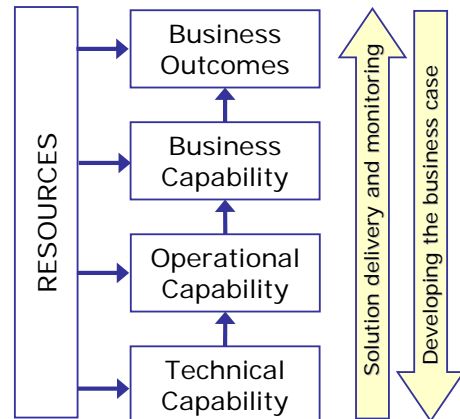 RESOURCES
Business
Outcomes
Business
Capability
Operational
Capability
Technical
Capability
Solution delivery and monitoring
Developing the business case